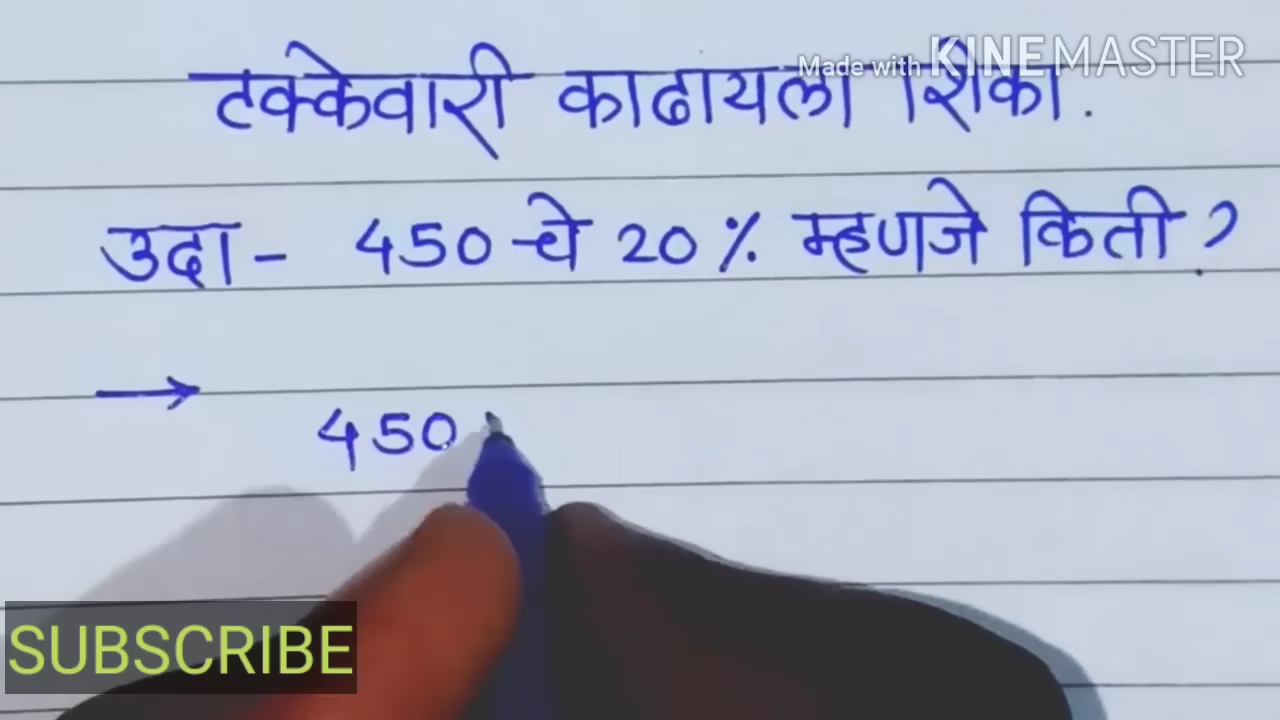 Made with KINEMASTER
टक्केवारी काढायला शिका.
उदा- 450 चे 20% म्हणजे किती?
→ 450
SUBSCRIBE